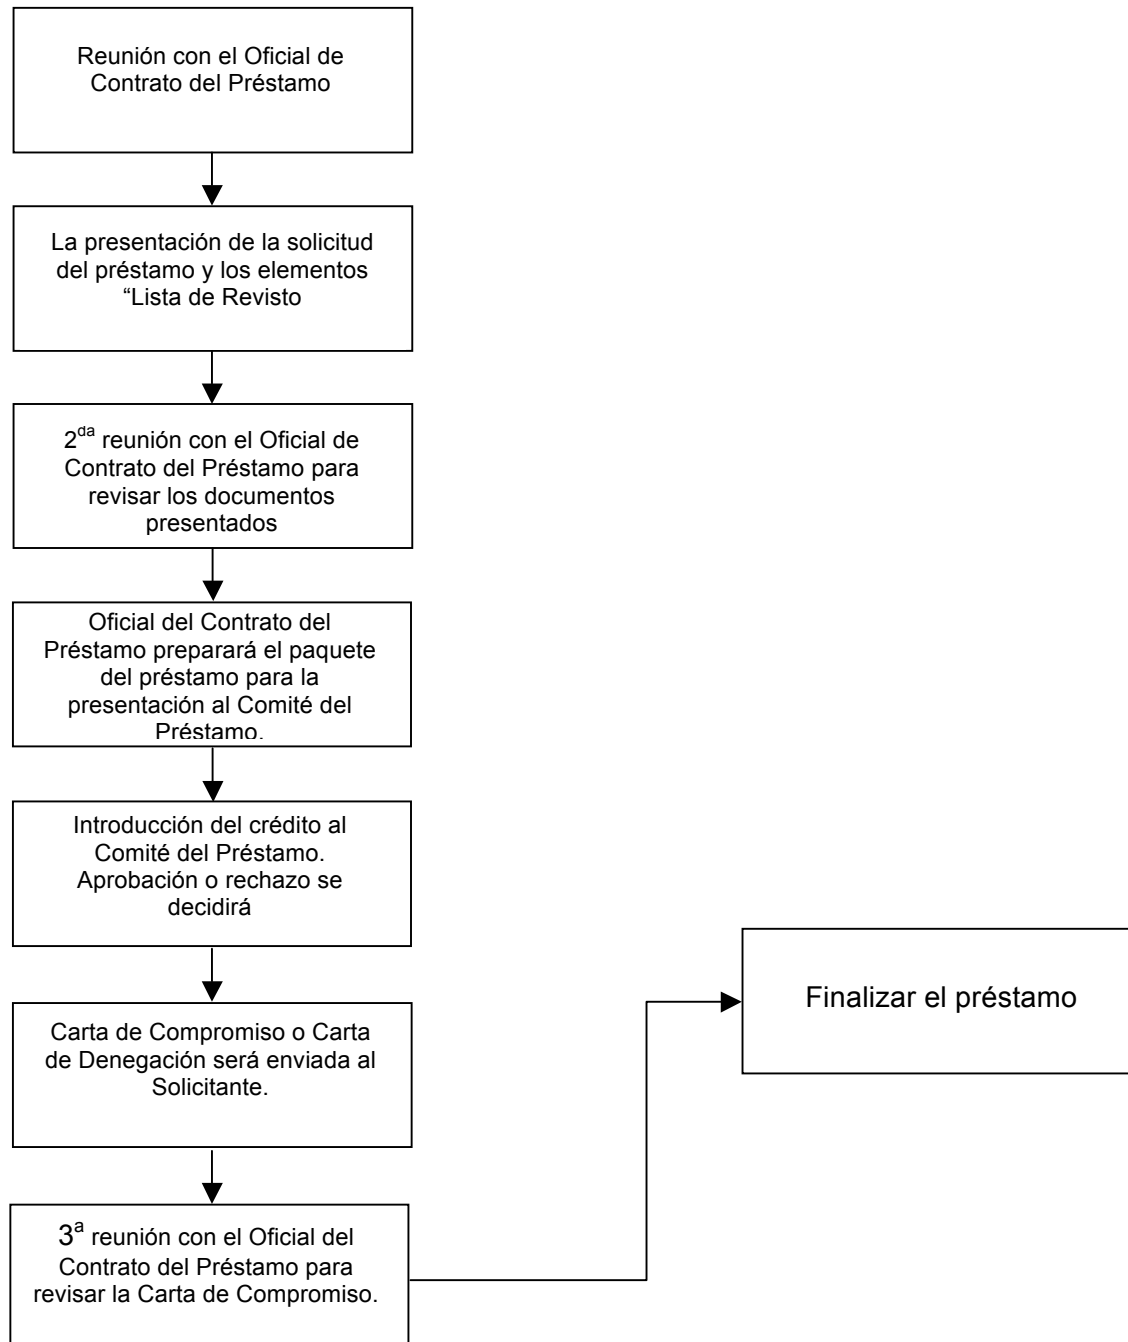 Reunión con el Oficial de
Contrato del Préstamo
La presentación de la solicitud
del préstamo y los elementos
“Lista de Revisto
2da reunión con el Oficial de
Contrato del Préstamo para
revisar los documentos
presentados
Oficial del Contrato del
Préstamo preparará el paquete
del préstamo para la
presentación al Comité del
Préstamo.
Introducción del crédito al
Comité del Préstamo.
Aprobación o rechazo se
decidirá
Carta de Compromiso o Carta
de Denegación será enviada al
Solicitante.
3a reunión con el Oficial del
Contrato del Préstamo para
revisar la Carta de Compromiso.
Finalizar el préstamo